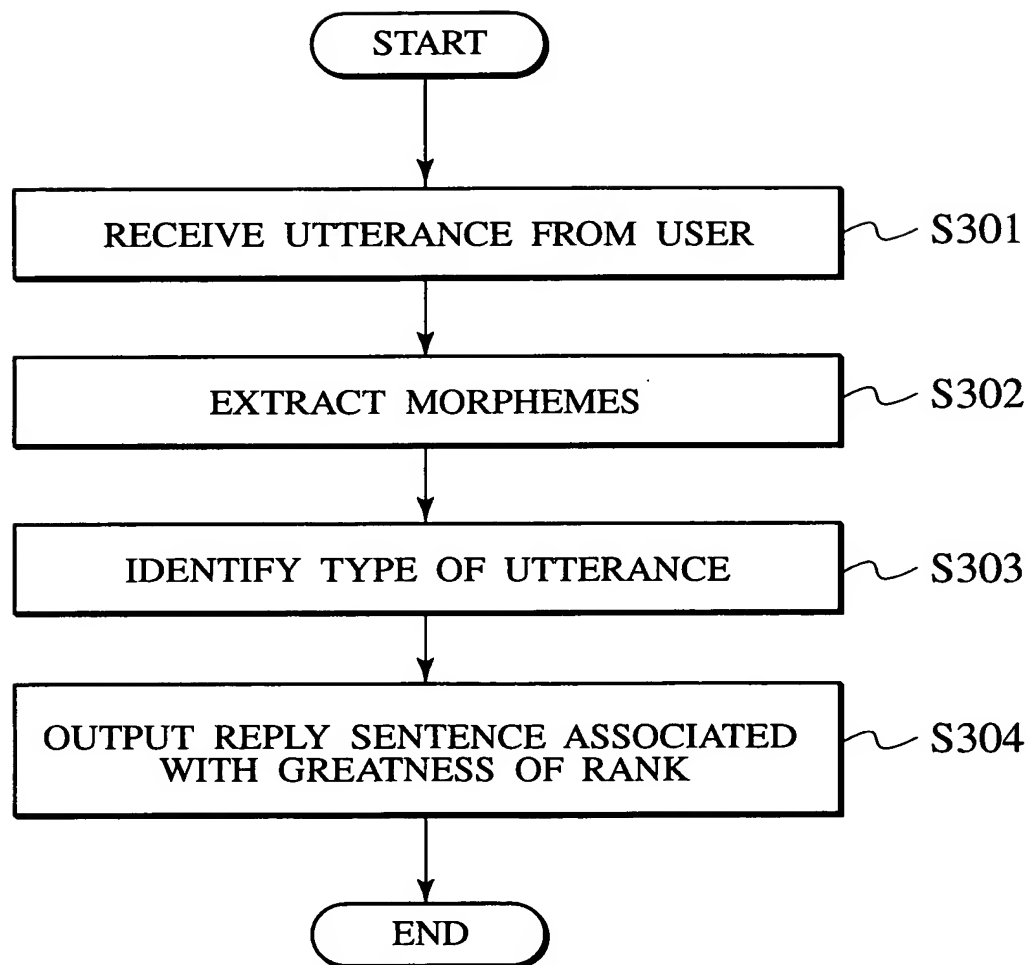 START
RECEIVE UTTERANCE FROM USER
S301
EXTRACT MORPHEMES
S302
IDENTIFY TYPE OF UTTERANCE
S303
OUTPUT REPLY SENTENCE ASSOCIATED
WITH GREATNESS OF RANK
S304
END